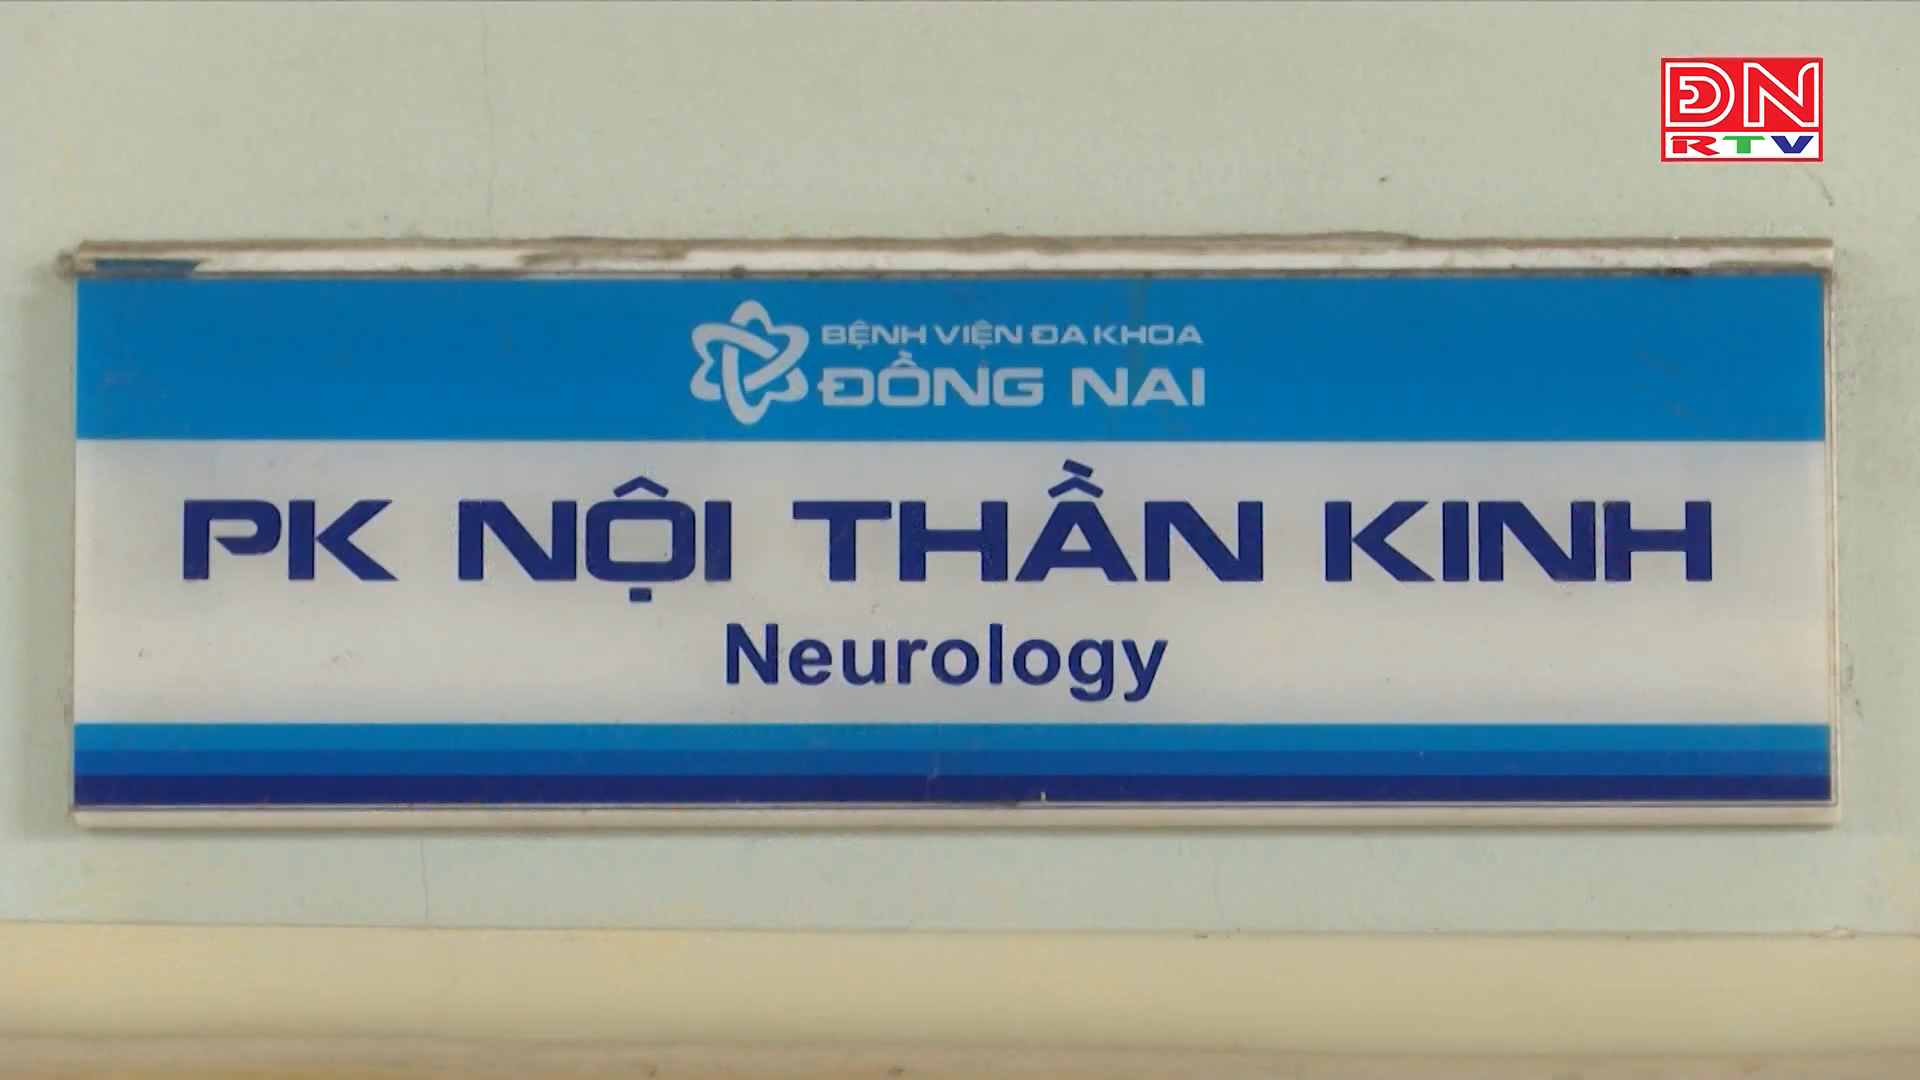 ĐN
RTV
BỆNH VIỆN ĐA KHOA
ĐỒNG NAI
PK NỘI THẦN KINH
Neurology